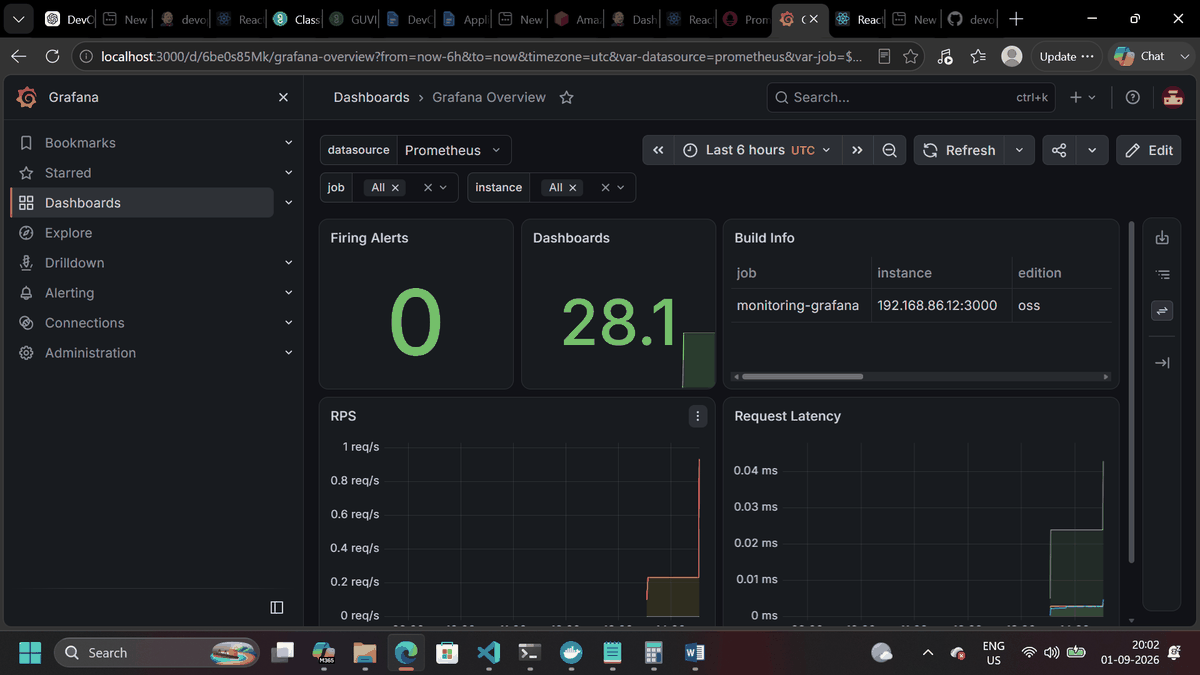 DevO
New
devo
React
Class
GUVI
DevO
Appli
New
Ama
Dash
React
Pron
React
New
devo
localhost:3000/d/6be0s85Mk/grafana-overview?from=now-6h&to=now&timezone=utc&var-datasource=prometheus&var-job=$...
Update
Chat
Grafana
Dashboards › Grafana Overview
Search...
ctrl+k
Bookmarks
Starred
Dashboards
Explore
Drilldown
Alerting
Connections
Administration
datasource
Prometheus
Last 6 hours UTC
Refresh
Edit
job
All
instance
All
Firing Alerts
0
Dashboards
28.1
Build Info
job instance edition
monitoring-grafana 192.168.86.12:3000 oss
RPS
1 req/s
0.8 req/s
0.6 req/s
0.4 req/s
0.2 req/s
0 req/s
Request Latency
0.04 ms
0.03 ms
0.02 ms
0.01 ms
0 ms
Search
M365
ENG
US
20:02
01-09-2026